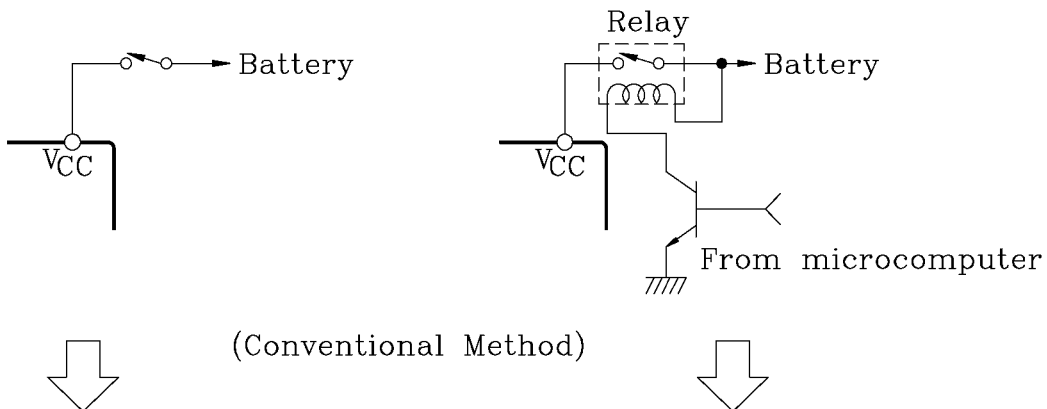 Relay
Battery
Battery
VCC
VCC
From microcomputer
(Conventional Method)